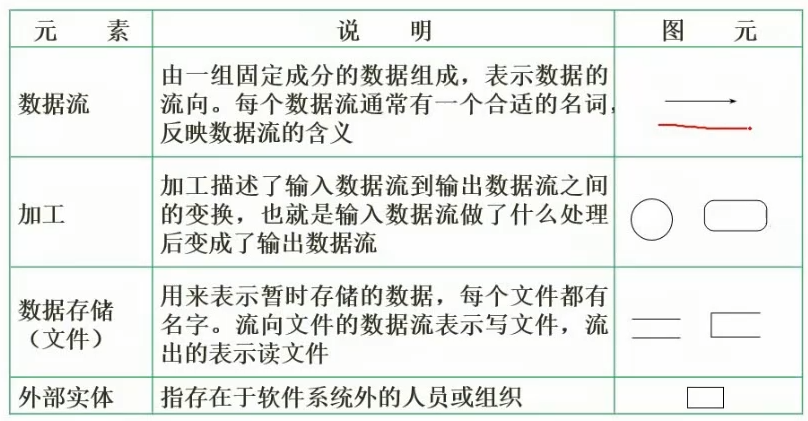 元 素 说 明 图 元
数据流
由一组固定成分的数据组成，表示数据的
流向。每个数据流通常有一个合适的名词，
反映数据流的含义
加工
加工描述了输入数据流到输出数据流之间
的变换，也就是输入数据流做了什么处理
后变成了输出数据流
数据存储
（文件）
用来表示暂时存储的数据，每个文件都有
名字。流向文件的数据流表示写文件，流
出的表示读文件
外部实体
指存在于软件系统外的人员或组织